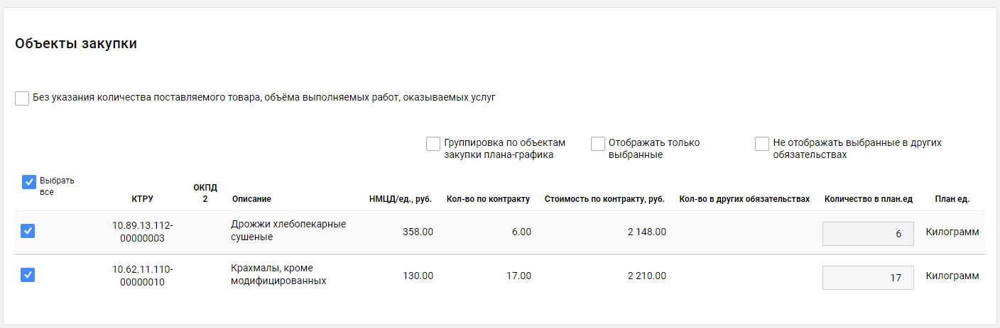 Объекты закупки
Без указания количества поставляемого товара, объёма выполняемых работ, оказываемых услуг
Группировка по объектам
закупки плана-графика
Отображать только
выбранные
Не отображать выбранные в других
обязательствах
Выбрать
все
КТРУ
ОКПД
2
Описание
НМЦД/ед., руб.
Кол-во по контракту
Стоимость по контракту, руб.
Кол-во в других обязательствах
Количество в план.ед
План ед.
10.89.13.112-
00000003
Дрожжи хлебопекарные
сушеные
358.00
6.00
2 148.00
6
Килограмм
10.62.11.110-
00000010
Крахмалы, кроме
модифицированных
130.00
17.00
2 210.00
17
Килограмм